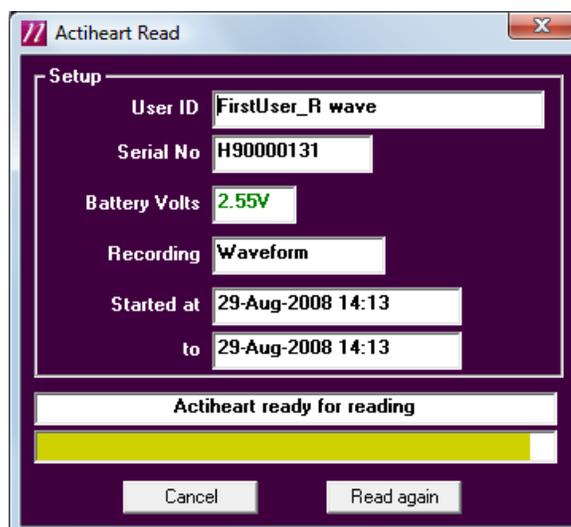 Actiheart Read
Setup
User ID FirstUser_R wave
Serial No H90000131
Battery Volts 2.55V
Recording Waveform
Started at 29-Aug-2008 14:13
to 29-Aug-2008 14:13
Actiheart ready for reading
Cancel Read again